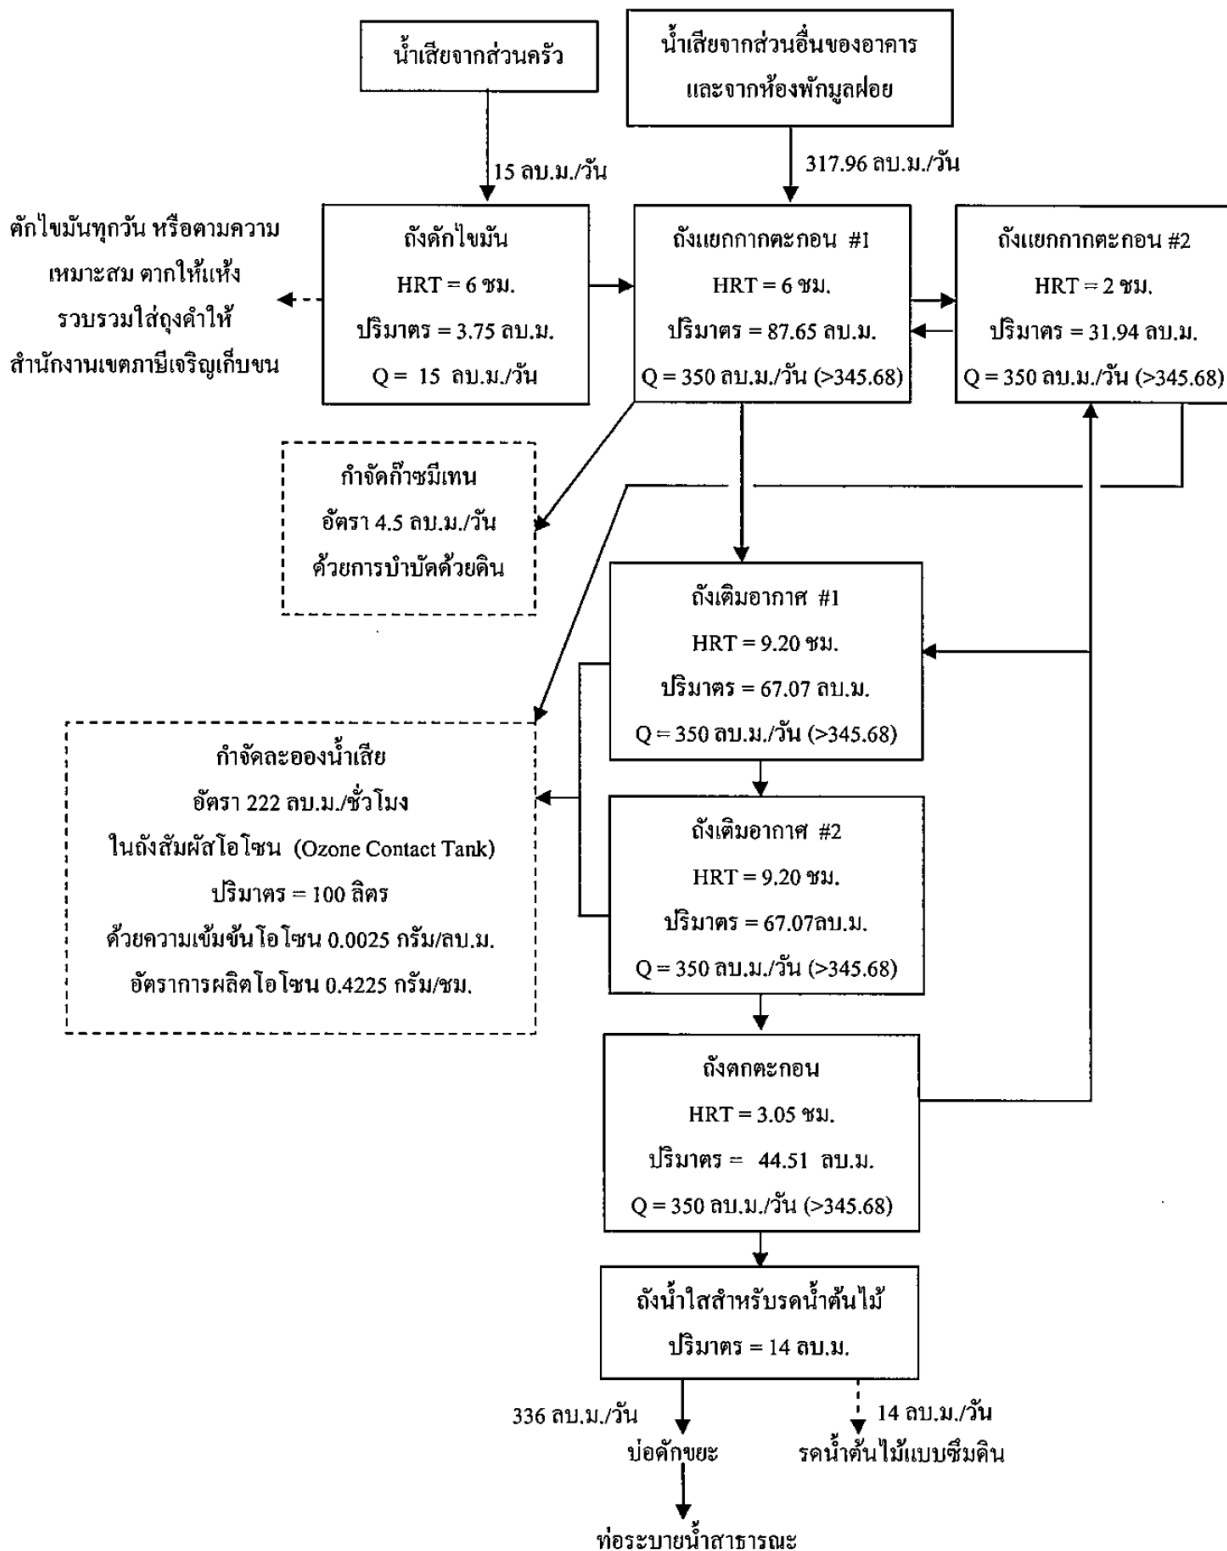 น้ำเสียจากส่วนครัว
น้ำเสียจากส่วนอื่นของอาคาร
และจากห้องพักมูลฝอย
15 ลบ.ม./วัน
317.96 ลบ.ม./วัน
ตักไขมันทุกวัน หรือตามความ
เหมาะสม ตากให้แห้ง
รวบรวมใส่ถุงดำให้
สำนักงานเขตภาษีเจริญเก็บขน
ถังดักไขมัน
HRT = 6 ชม.
ปริมาตร = 3.75 ลบ.ม.
Q = 15 ลบ.ม./วัน
ถังแยกกากตะกอน #1
HRT = 6 ชม.
ปริมาตร = 87.65 ลบ.ม.
Q = 350 ลบ.ม./วัน (>345.68)
ถังแยกกากตะกอน #2
HRT = 2 ชม.
ปริมาตร = 31.94 ลบ.ม.
Q = 350 ลบ.ม./วัน (>345.68)
กำจัดก๊าซมีเทน
อัตรา 4.5 ลบ.ม./วัน
ด้วยการบำบัดด้วยดิน
ถังเติมอากาศ #1
HRT = 9.20 ชม.
ปริมาตร = 67.07 ลบ.ม.
Q = 350 ลบ.ม./วัน (>345.68)
กำจัดละอองน้ำเสีย
อัตรา 222 ลบ.ม./ชั่วโมง
ในถังสัมผัสโอโซน (Ozone Contact Tank)
ปริมาตร = 100 ลิตร
ด้วยความเข้มข้นโอโซน 0.0025 กรัม/ลบ.ม.
อัตราการผลิตโอโซน 0.4225 กรัม/ชม.
ถังเติมอากาศ #2
HRT = 9.20 ชม.
ปริมาตร = 67.07ลบ.ม.
Q = 350 ลบ.ม./วัน (>345.68)
ถังตกตะกอน
HRT = 3.05 ชม.
ปริมาตร = 44.51 ลบ.ม.
Q = 350 ลบ.ม./วัน (>345.68)
ถังน้ำใสสำหรับรดน้ำต้นไม้
ปริมาตร = 14 ลบ.ม.
336 ลบ.ม./วัน
14 ลบ.ม./วัน
บ่อดักขยะ
รดน้ำต้นไม้แบบซึมดิน
ท่อระบายน้ำสาธารณะ